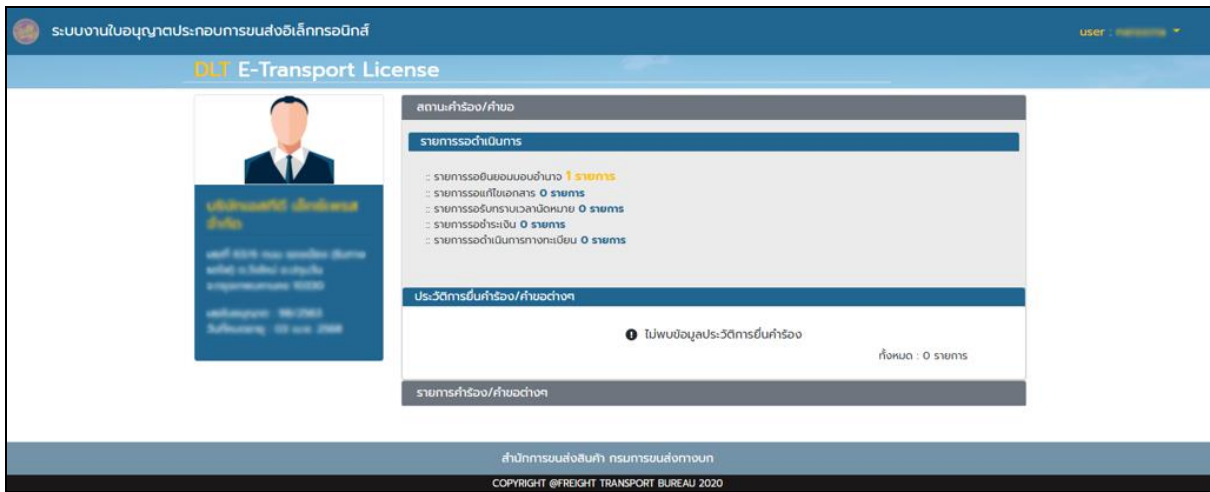 ระบบงานใบอนุญาตประกอบการขนส่งอิเล็กทรอนิกส์
user :
DLT E-Transport License
สถานะคำร้อง/คำขอ
รายการรอดำเนินการ
:: รายการรอยินยอมมอบอำนาจ 1 รายการ
:: รายการรอแก้ไขเอกสาร 0 รายการ
:: รายการรอรับทราบเวลานัดหมาย 0 รายการ
:: รายการรอชำระเงิน 0 รายการ
:: รายการรอดำเนินการทางทะเบียน 0 รายการ
ประวัติการยื่นคำร้อง/คำขอต่างๆ
ไม่พบข้อมูลประวัติการยื่นคำร้อง
ทั้งหมด : 0 รายการ
รายการคำร้อง/คำขอต่างๆ
สำนักการขนส่งสินค้า กรมการขนส่งทางบก
COPYRIGHT @FREIGHT TRANSPORT BUREAU 2020